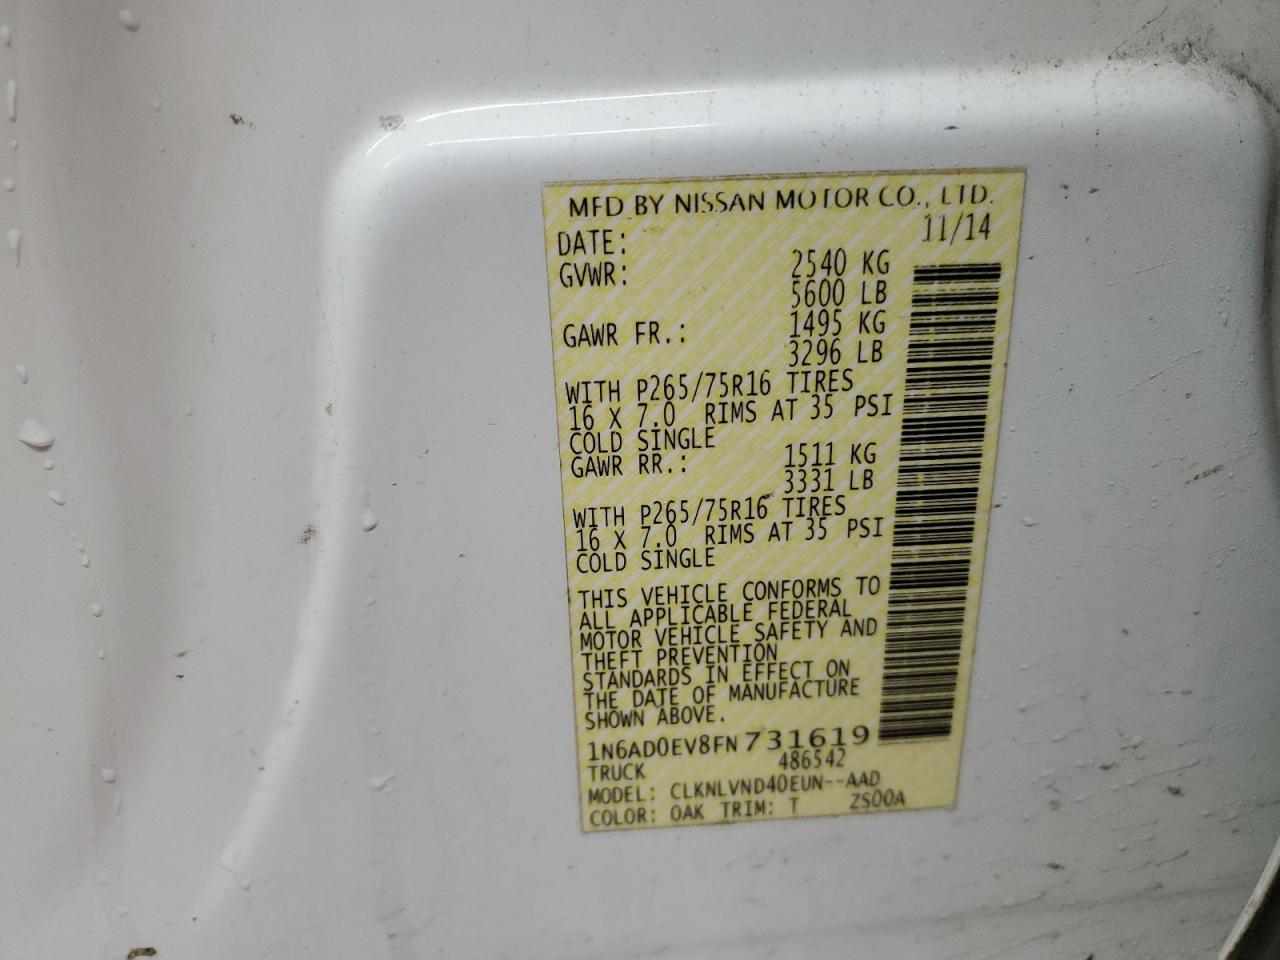 MFD BY NISSAN MOTOR CO., LTD.
DATE: 11/14
GVWR: 2540 KG
5600 LB
GAWR FR.: 1495 KG
3296 LB
WITH P265/75R16 TIRES
16 X 7.0 RIMS AT 35 PSI
COLD SINGLE
GAWR RR.: 1511 KG
3331 LB
WITH P265/75R16 TIRES
16 X 7.0 RIMS AT 35 PSI
COLD SINGLE
THIS VEHICLE CONFORMS TO
ALL APPLICABLE FEDERAL
MOTOR VEHICLE SAFETY AND
THEFT PREVENTION
STANDARDS IN EFFECT ON
THE DATE OF MANUFACTURE
SHOWN ABOVE.
1N6AD0EV8FN731619
TRUCK 486542
MODEL: CLKNLVND40EUN--AAD
COLOR: QAK TRIM: T ZS00A